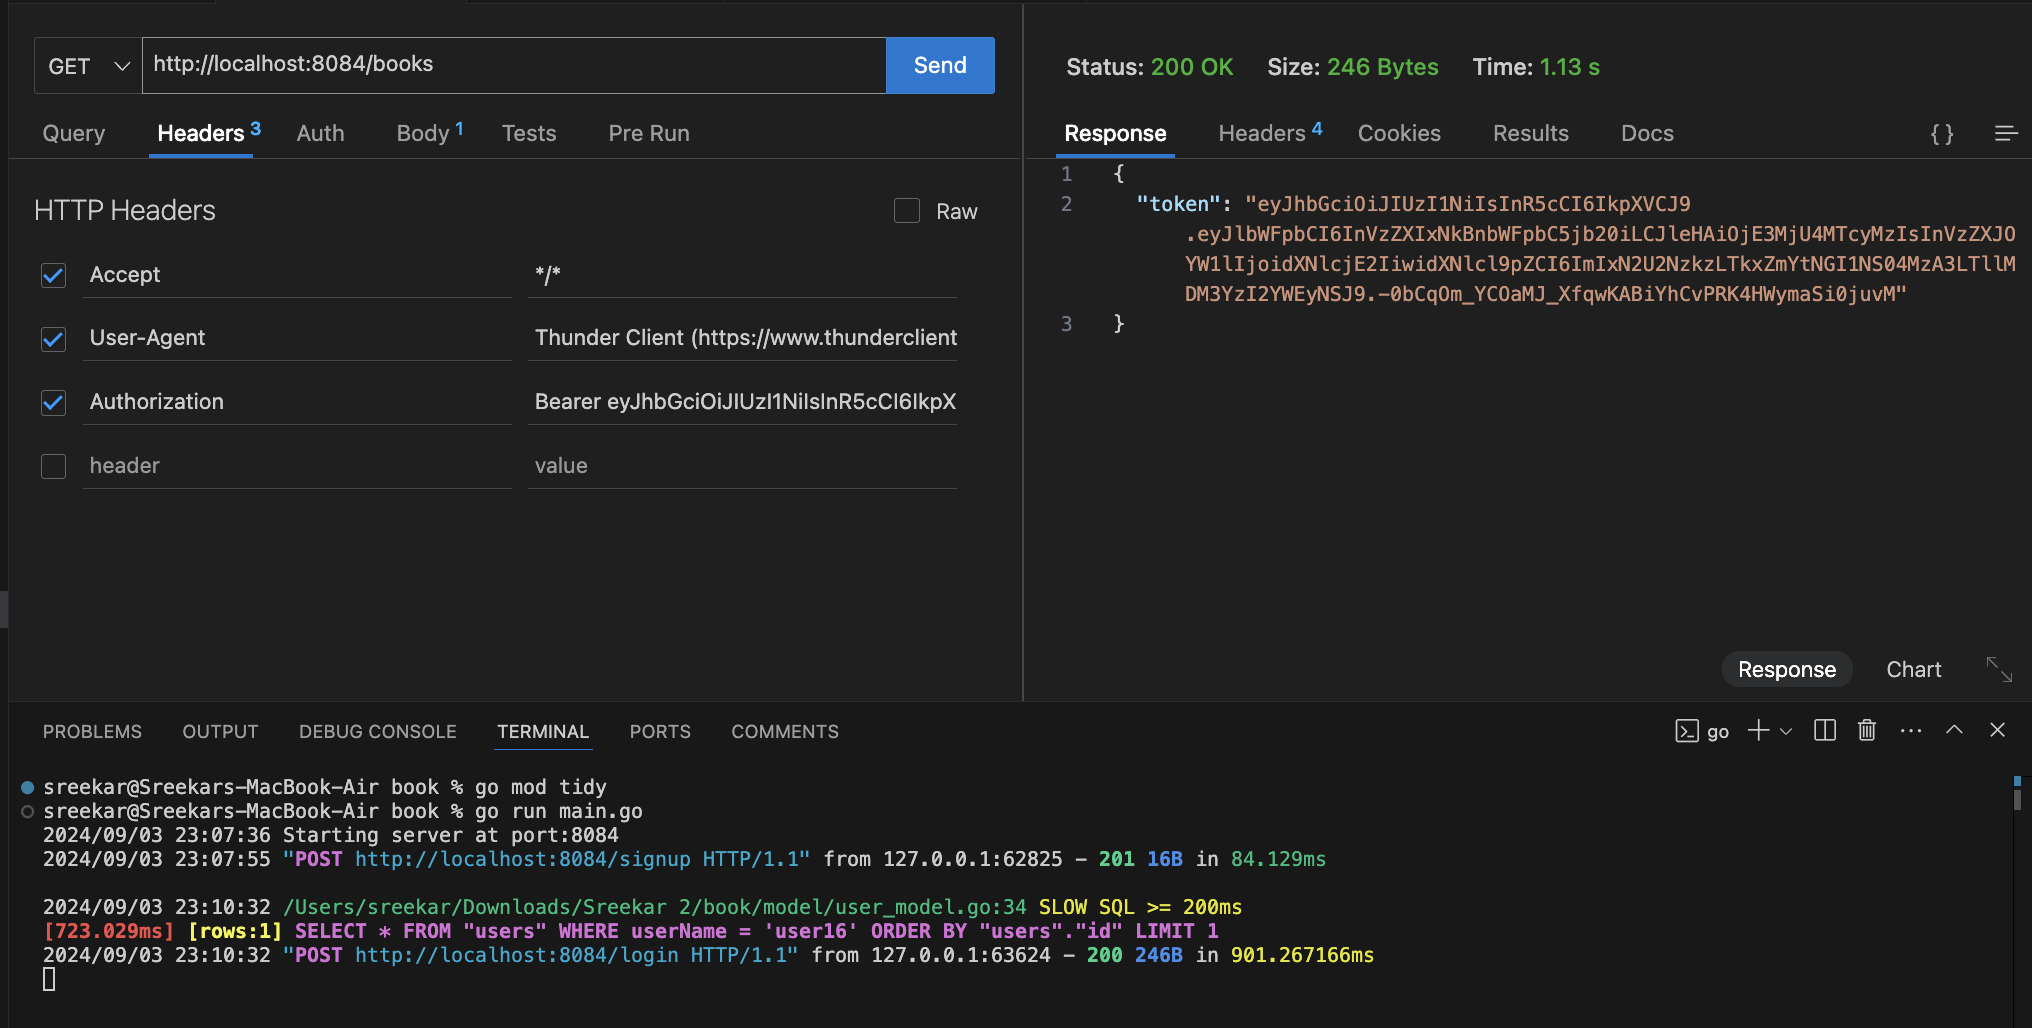 GET http://localhost:8084/books Send
Status: 200 OK Size: 246 Bytes Time: 1.13 s
Query Headers 3 Auth Body 1 Tests Pre Run
Response Headers 4 Cookies Results Docs { }
HTTP Headers Raw
Accept */*
User-Agent Thunder Client (https://www.thunderclient
Authorization Bearer eyJhbGciOiJIUzI1NiIsInR5cCI6IkpX
header value
1 {
2 "token": "eyJhbGciOiJIUzI1NiIsInR5cCI6IkpXVCJ9
.eyJlbWFpbCI6InVzZXIxNkBnbWFpbC5jb20iLCJleHAiOjE3MjU4MTcyMzIsInVzZXJO
YW1lIjoidXNlcjE2IiwidXNlcl9pZCI6ImIxN2U2NzkzLTkxZmYtNGI1NS04MzA3LTllM
DM3YzI2YWEyNSJ9.-0bCqOm_YCOaMJ_XfqwKABiYhCvPRK4HWymaSi0juvM"
3 }
Response Chart
PROBLEMS OUTPUT DEBUG CONSOLE TERMINAL PORTS COMMENTS go
sreekar@Sreekars-MacBook-Air book % go mod tidy
sreekar@Sreekars-MacBook-Air book % go run main.go
2024/09/03 23:07:36 Starting server at port:8084
2024/09/03 23:07:55 "POST http://localhost:8084/signup HTTP/1.1" from 127.0.0.1:62825 - 201 16B in 84.129ms
2024/09/03 23:10:32 /Users/sreekar/Downloads/Sreekar 2/book/model/user_model.go:34 SLOW SQL >= 200ms
[723.029ms] [rows:1] SELECT * FROM "users" WHERE userName = 'user16' ORDER BY "users"."id" LIMIT 1
2024/09/03 23:10:32 "POST http://localhost:8084/login HTTP/1.1" from 127.0.0.1:63624 - 200 246B in 901.267166ms